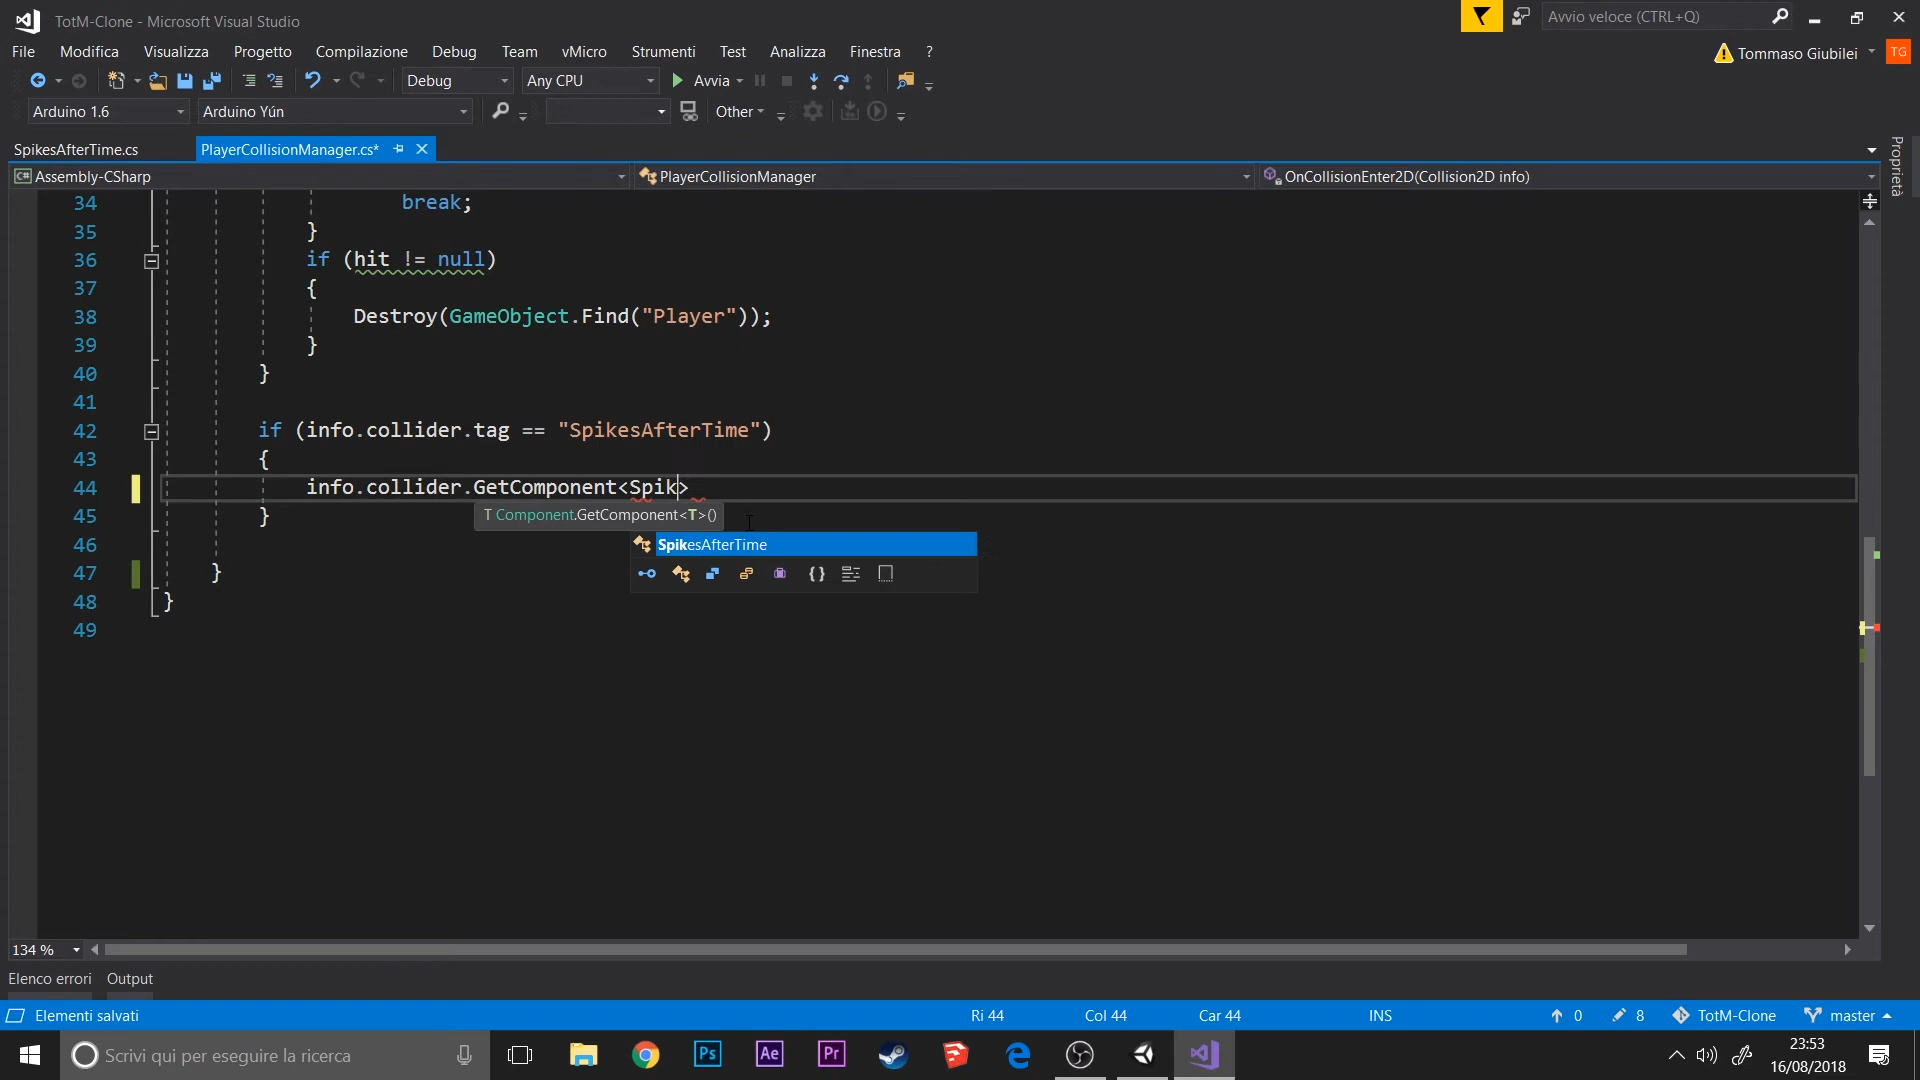 TotM-Clone - Microsoft Visual Studio
Avvio veloce (CTRL+Q)
File Modifica Visualizza Progetto Compilazione Debug Team vMicro Strumenti Test Analizza Finestra ?
Tommaso Giubilei TG
Debug Any CPU Avvia
Arduino 1.6 Arduino Yún Other
SpikesAfterTime.cs PlayerCollisionManager.cs*
Proprietà
C# Assembly-CSharp PlayerCollisionManager OnCollisionEnter2D(Collision2D info)
34 break;
35 }
36 if (hit != null)
37 {
38 Destroy(GameObject.Find("Player"));
39 }
40 }
41
42 if (info.collider.tag == "SpikesAfterTime")
43 {
44 info.collider.GetComponent<Spik>
45 }
T Component.GetComponent<T>()
46
SpikesAfterTime
47 }
48 }
49
134 %
Elenco errori Output
Elementi salvati Ri 44 Col 44 Car 44 INS 0 8 TotM-Clone master
Scrivi qui per eseguire la ricerca
Ps Ae Pr
23:53
16/08/2018